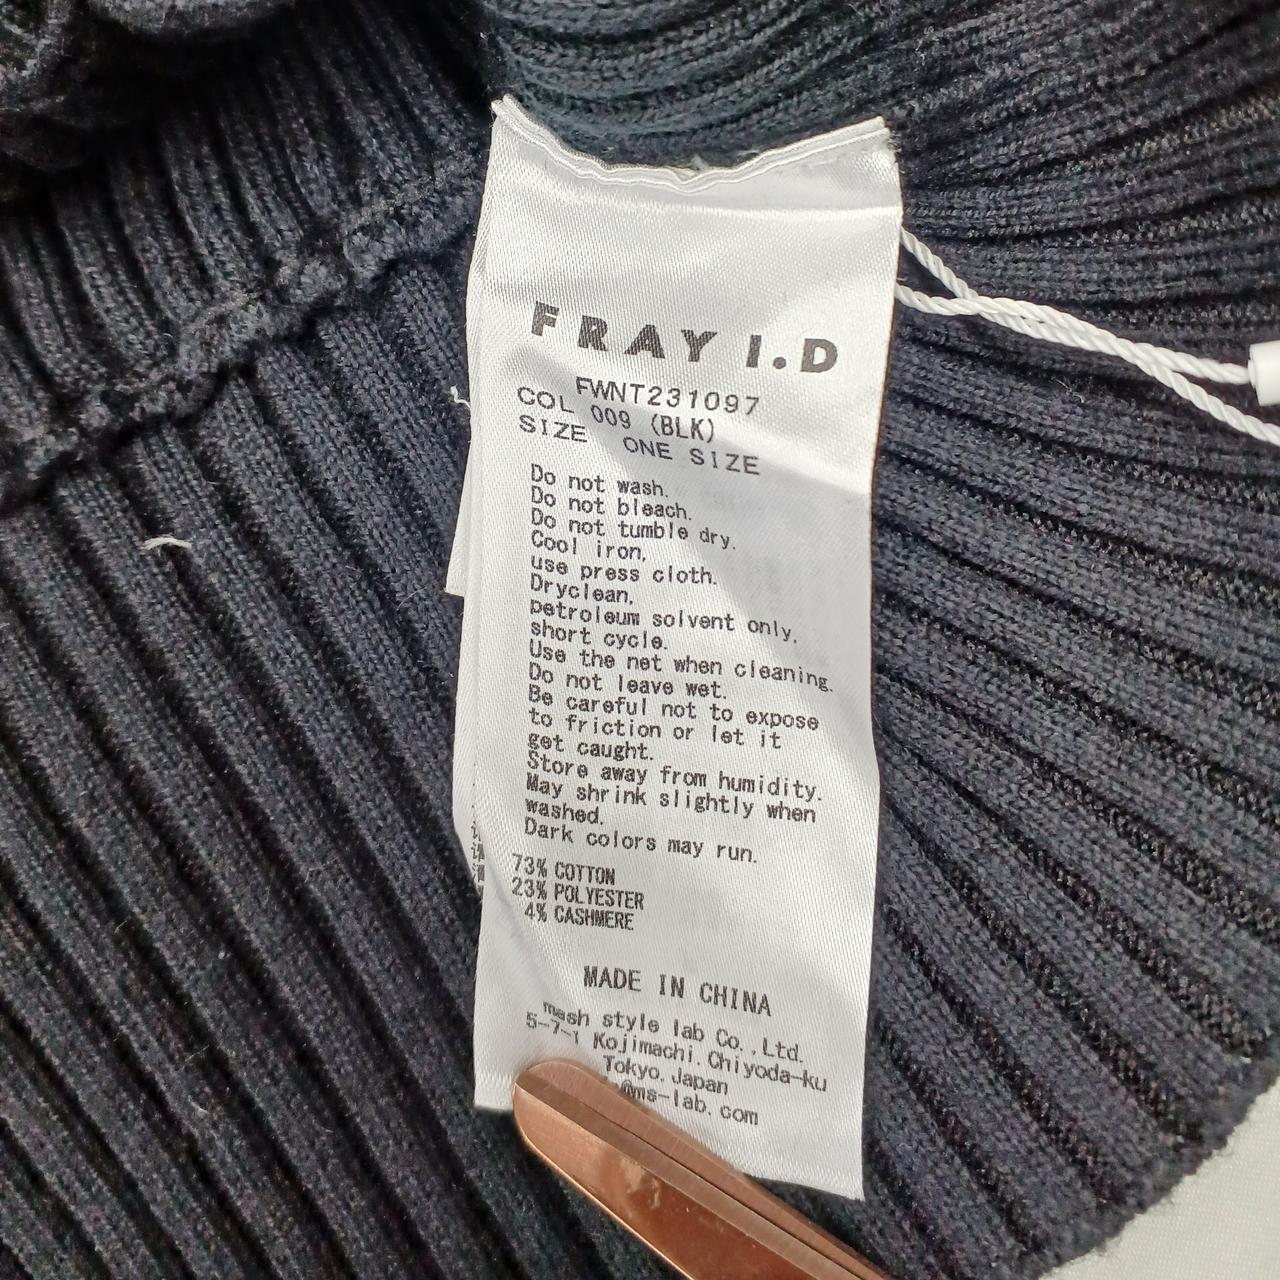 FRAY I.D
FWNT231097
COL 009 (BLK)
SIZE ONE SIZE
Do not wash.
Do not bleach.
Do not tumble dry.
Cool iron,
use press cloth.
Dryclean,
petroleum solvent only,
short cycle.
Use the net when cleaning.
Do not leave wet.
Be careful not to expose
to friction or let it
get caught.
Store away from humidity.
May shrink slightly when
washed.
Dark colors may run.
73% COTTON
23% POLYESTER
4% CASHMERE
MADE IN CHINA
mash style lab Co.,Ltd.
5-7-1 Kojimachi, Chiyoda-ku
Tokyo, Japan
@ms-lab.com